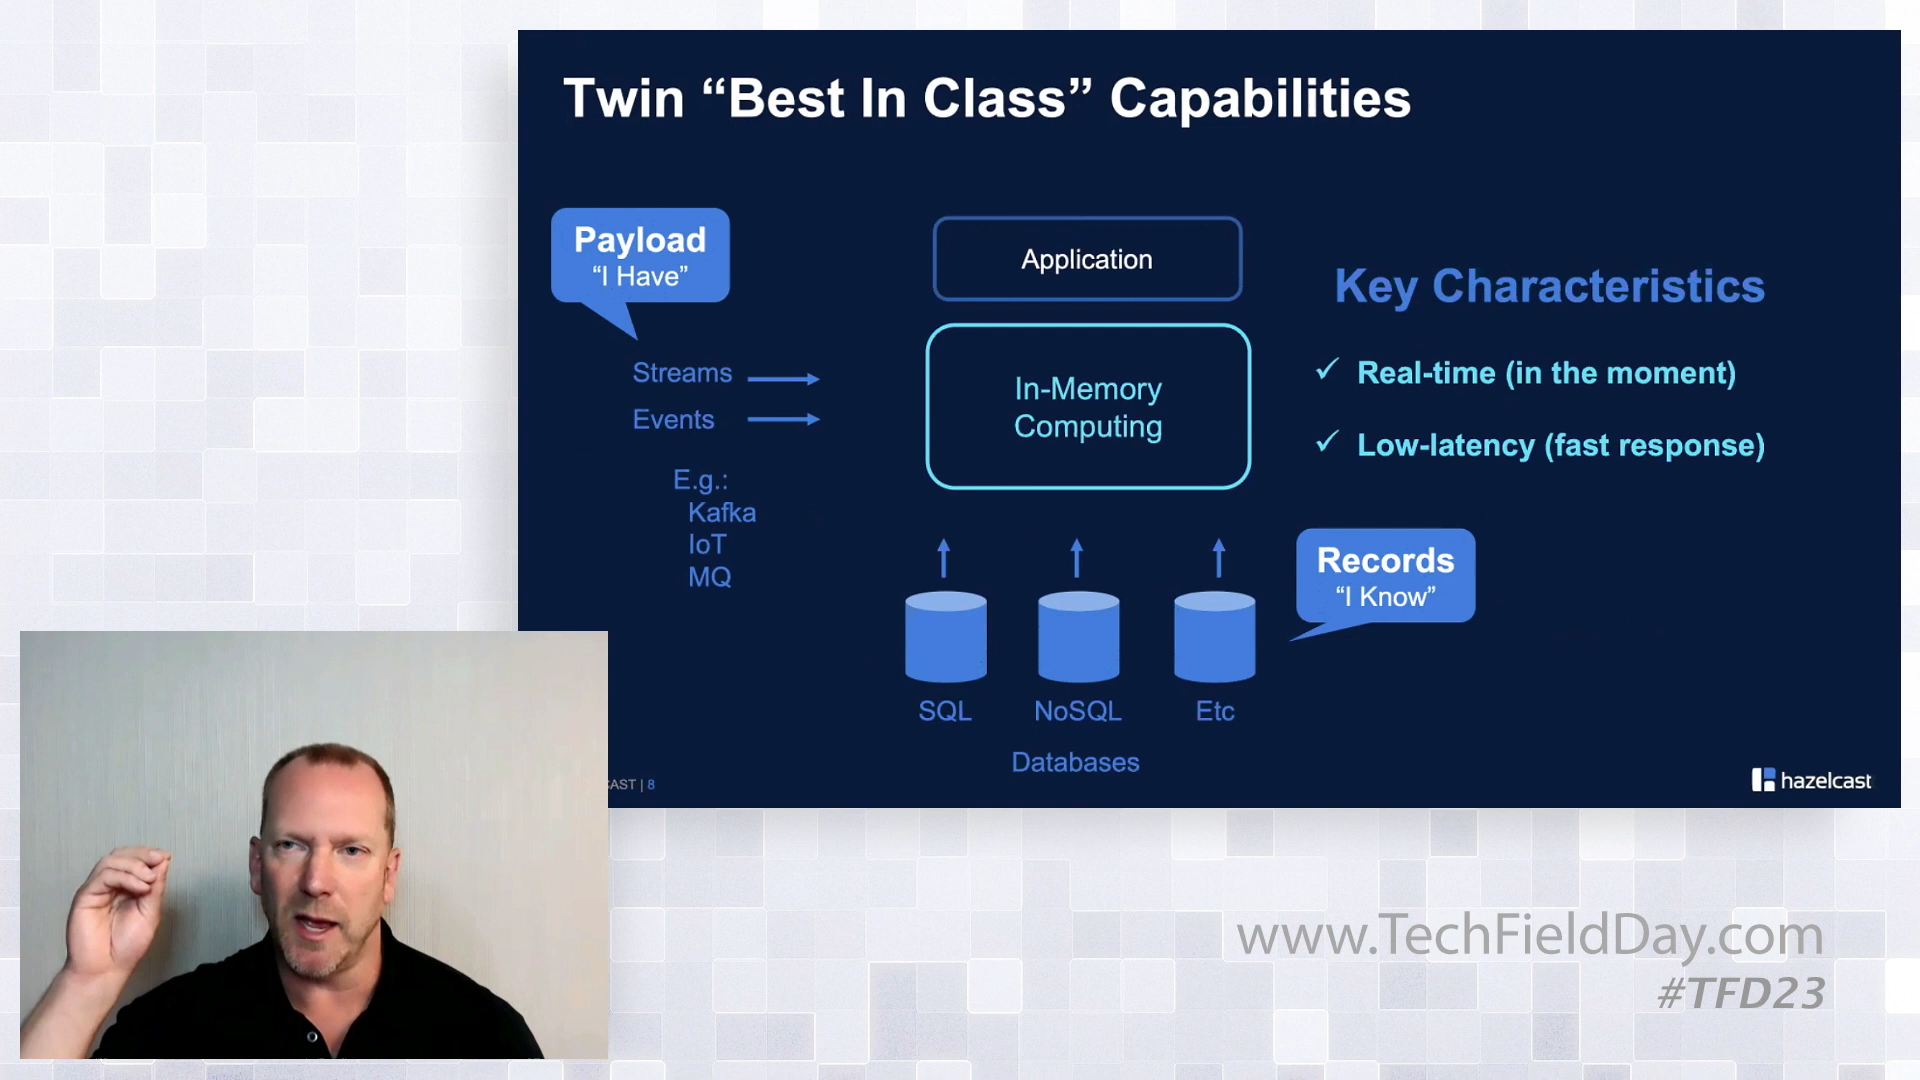 Twin “Best In Class” Capabilities
Payload
“I Have”
Streams
Events
E.g.:
Kafka
IoT
MQ
Application
In-Memory
Computing
Key Characteristics
✓ Real-time (in the moment)
✓ Low-latency (fast response)
Records
“I Know”
SQL
NoSQL
Etc
Databases
CAST | 8
hazelcast
www.TechFieldDay.com
#TFD23